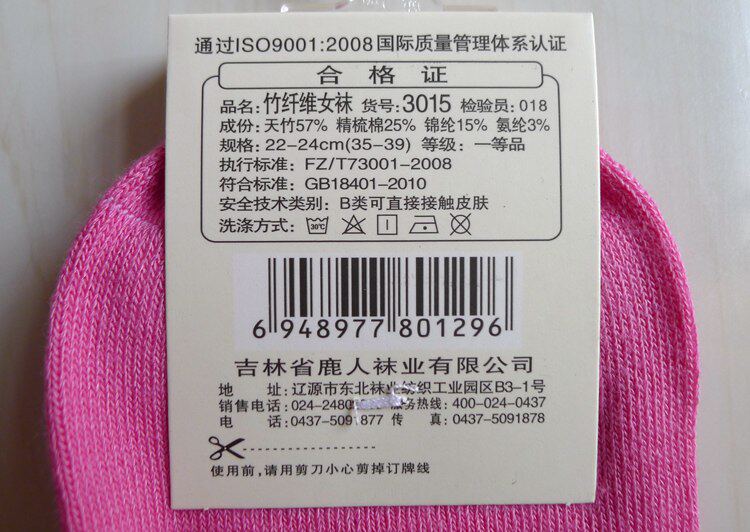 通过ISO9001:2008国际质量管理体系认证
合格证
品名:竹纤维女袜 货号:3015 检验员:018
成份:天竹57% 精梳棉25% 锦纶15% 氨纶3%
规格:22-24cm(35-39) 等级:一等品
执行标准:FZ/T73001-2008
符合标准:GB18401-2010
安全技术类别:B类可直接接触皮肤
洗涤方式: 30℃
6 948977 801296
吉林省鹿人袜业有限公司
地 址:辽源市东北袜业纺织工业园区B3-1号
销售电话:024-2480 服务热线:400-024-0437
电 话:0437-5091877 传 真:0437-5091878
使用前,请用剪刀小心剪掉订牌线